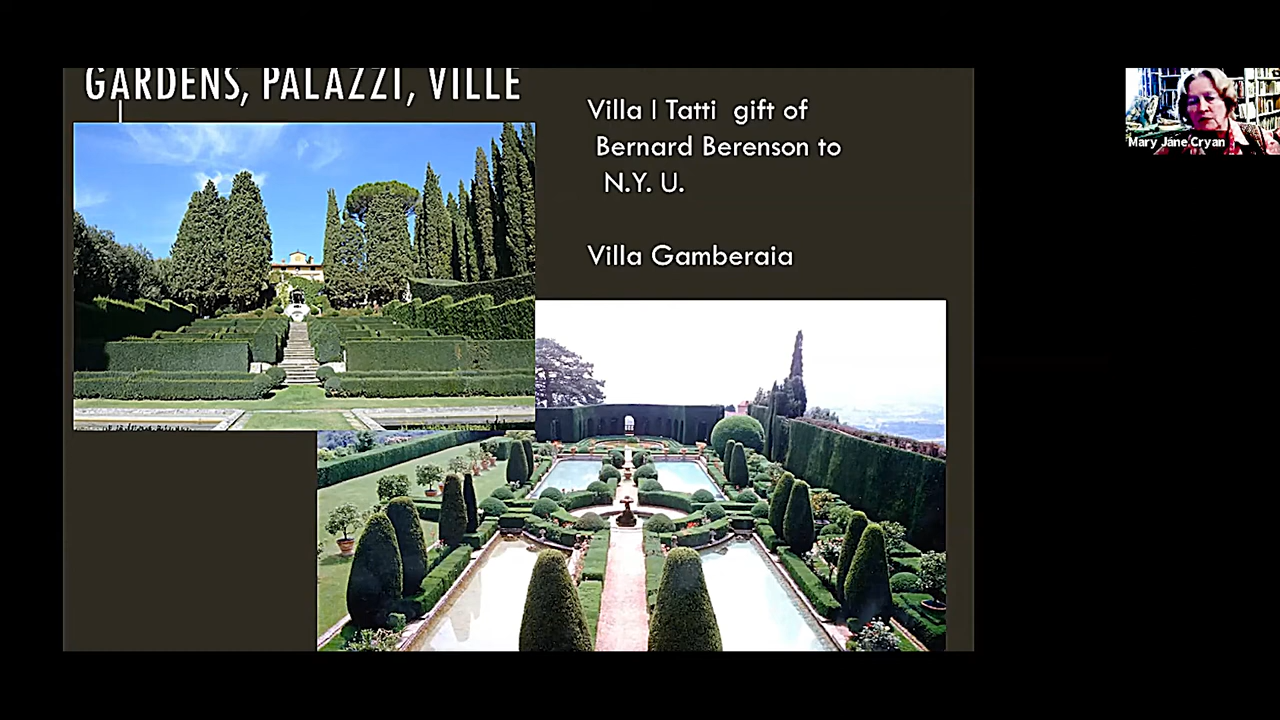 GARDENS, PALAZZI, VILLE
Villa I Tatti gift of
Bernard Berenson to
N.Y. U.
Villa Gamberaia
Mary Jane Cryan